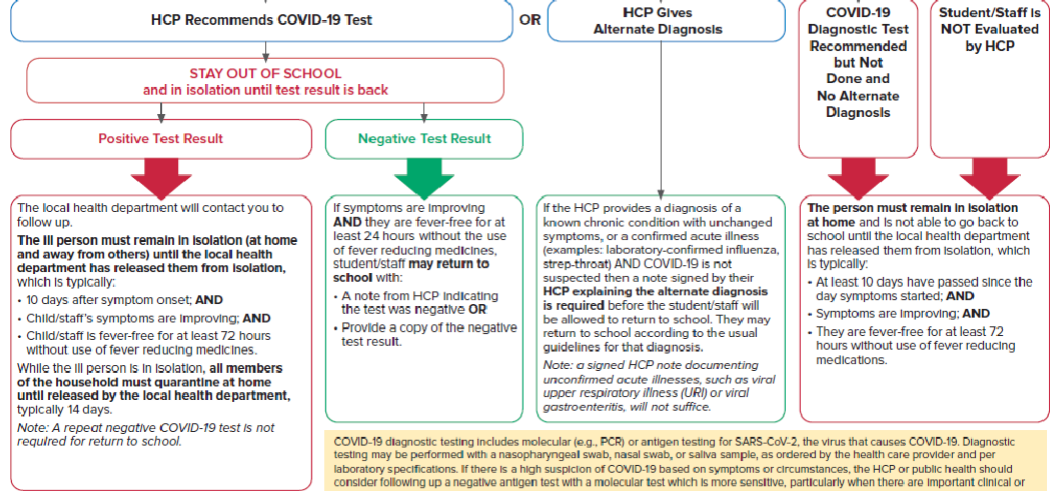 HCP Recommends COVID-19 Test
OR
HCP Gives
Alternate Diagnosis
COVID-19
Diagnostic Test
Recommended
but Not
Done and
No Alternate
Diagnosis
Student/Staff is
NOT Evaluated
by HCP
STAY OUT OF SCHOOL
and in isolation until test result is back
Positive Test Result
Negative Test Result
The local health department will contact you to
follow up.
The ill person must remain in isolation (at home
and away from others) until the local health
department has released them from isolation,
which is typically:
• 10 days after symptom onset; AND
• Child/staff's symptoms are improving; AND
• Child/staff is fever-free for at least 72 hours
without use of fever reducing medicines.
While the ill person is in isolation, all members
of the household must quarantine at home
until released by the local health department,
typically 14 days.
Note: A repeat negative COVID-19 test is not
required for return to school.
If symptoms are improving
AND they are fever-free for at
least 24 hours without the use
of fever reducing medicines,
student/staff may return to
school with:
• A note from HCP indicating
the test was negative OR
• Provide a copy of the negative
test result.
If the HCP provides a diagnosis of a
known chronic condition with unchanged
symptoms, or a confirmed acute illness
(examples: laboratory-confirmed influenza,
strep-throat) AND COVID-19 is not
suspected then a note signed by their
HCP explaining the alternate diagnosis
is required before the student/staff will
be allowed to return to school. They may
return to school according to the usual
guidelines for that diagnosis.
Note: a signed HCP note documenting
unconfirmed acute illnesses, such as viral
upper respiratory illness (URI) or viral
gastroenteritis, will not suffice.
The person must remain in isolation
at home and is not able to go back to
school until the local health department
has released them from isolation, which
is typically:
• At least 10 days have passed since the
day symptoms started; AND
• Symptoms are improving; AND
• They are fever-free for at least 72
hours without use of fever reducing
medications.
COVID-19 diagnostic testing includes molecular (e.g., PCR) or antigen testing for SARS-CoV-2, the virus that causes COVID-19. Diagnostic
testing may be performed with a nasopharyngeal swab, nasal swab, or saliva sample, as ordered by the health care provider and per
laboratory specifications. If there is a high suspicion of COVID-19 based on symptoms or circumstances, the HCP or public health should
consider following up a negative antigen test with a molecular test which is more sensitive, particularly when there are important clinical or